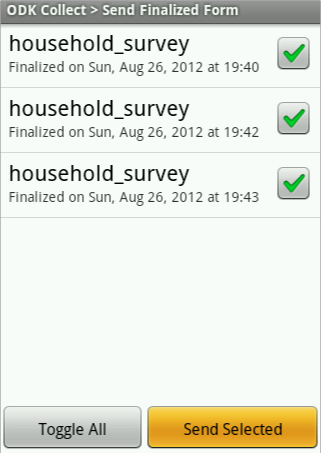 ODK Collect > Send Finalized Form
household_survey
Finalized on Sun, Aug 26, 2012 at 19:40
household_survey
Finalized on Sun, Aug 26, 2012 at 19:42
household_survey
Finalized on Sun, Aug 26, 2012 at 19:43
Toggle All
Send Selected